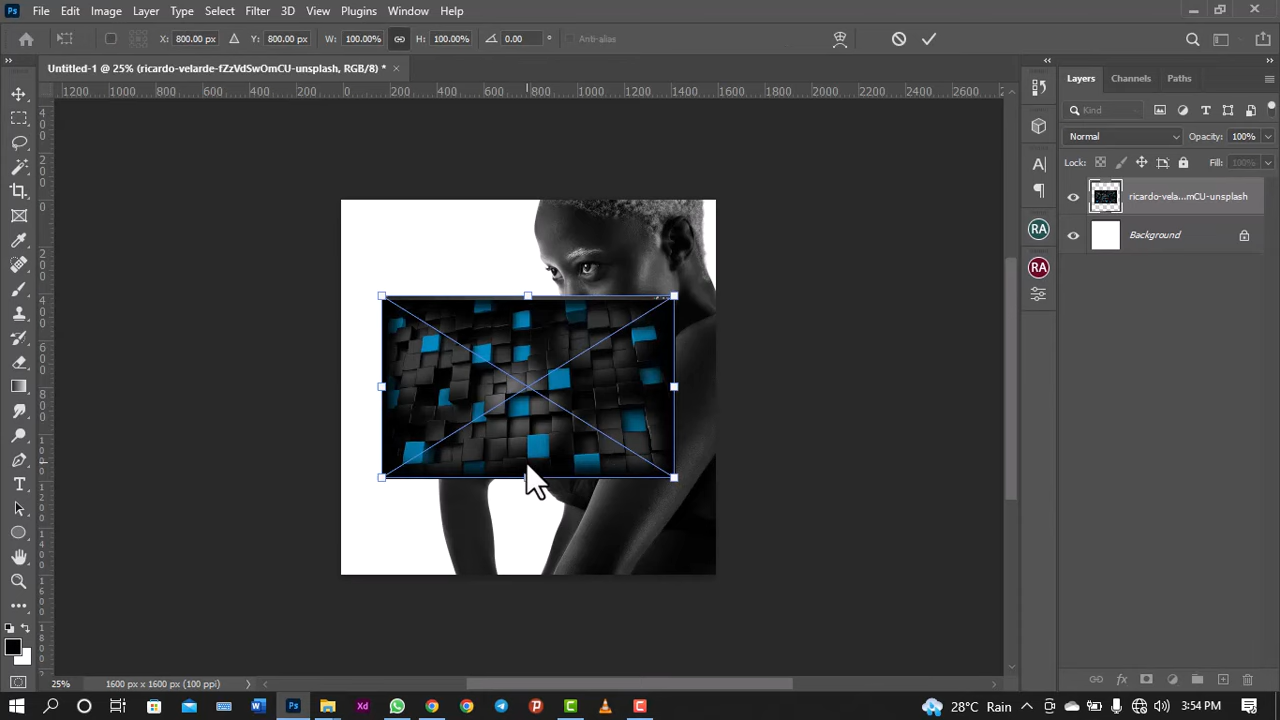 Ps File Edit Image Layer Type Select Filter 3D View Plugins Window Help
X: 800.00 px Y: 800.00 px W: 100.00% H: 100.00% 0.00 ° Anti-alias
Untitled-1 @ 25% (ricardo-velarde-fZzVdSwOmCU-unsplash, RGB/8) * ×
1200 1000 800 600 400 200 0 200 400 600 800 1000 1200 1400 1600 1800 2000 2200 2400 2600
Layers Channels Paths
Kind
Normal Opacity: 100%
Lock: Fill: 100%
ricardo-vela...mCU-unsplash
Background
RA
RA
25% 1600 px x 1600 px (100 ppi)
28°C Rain 3:54 PM